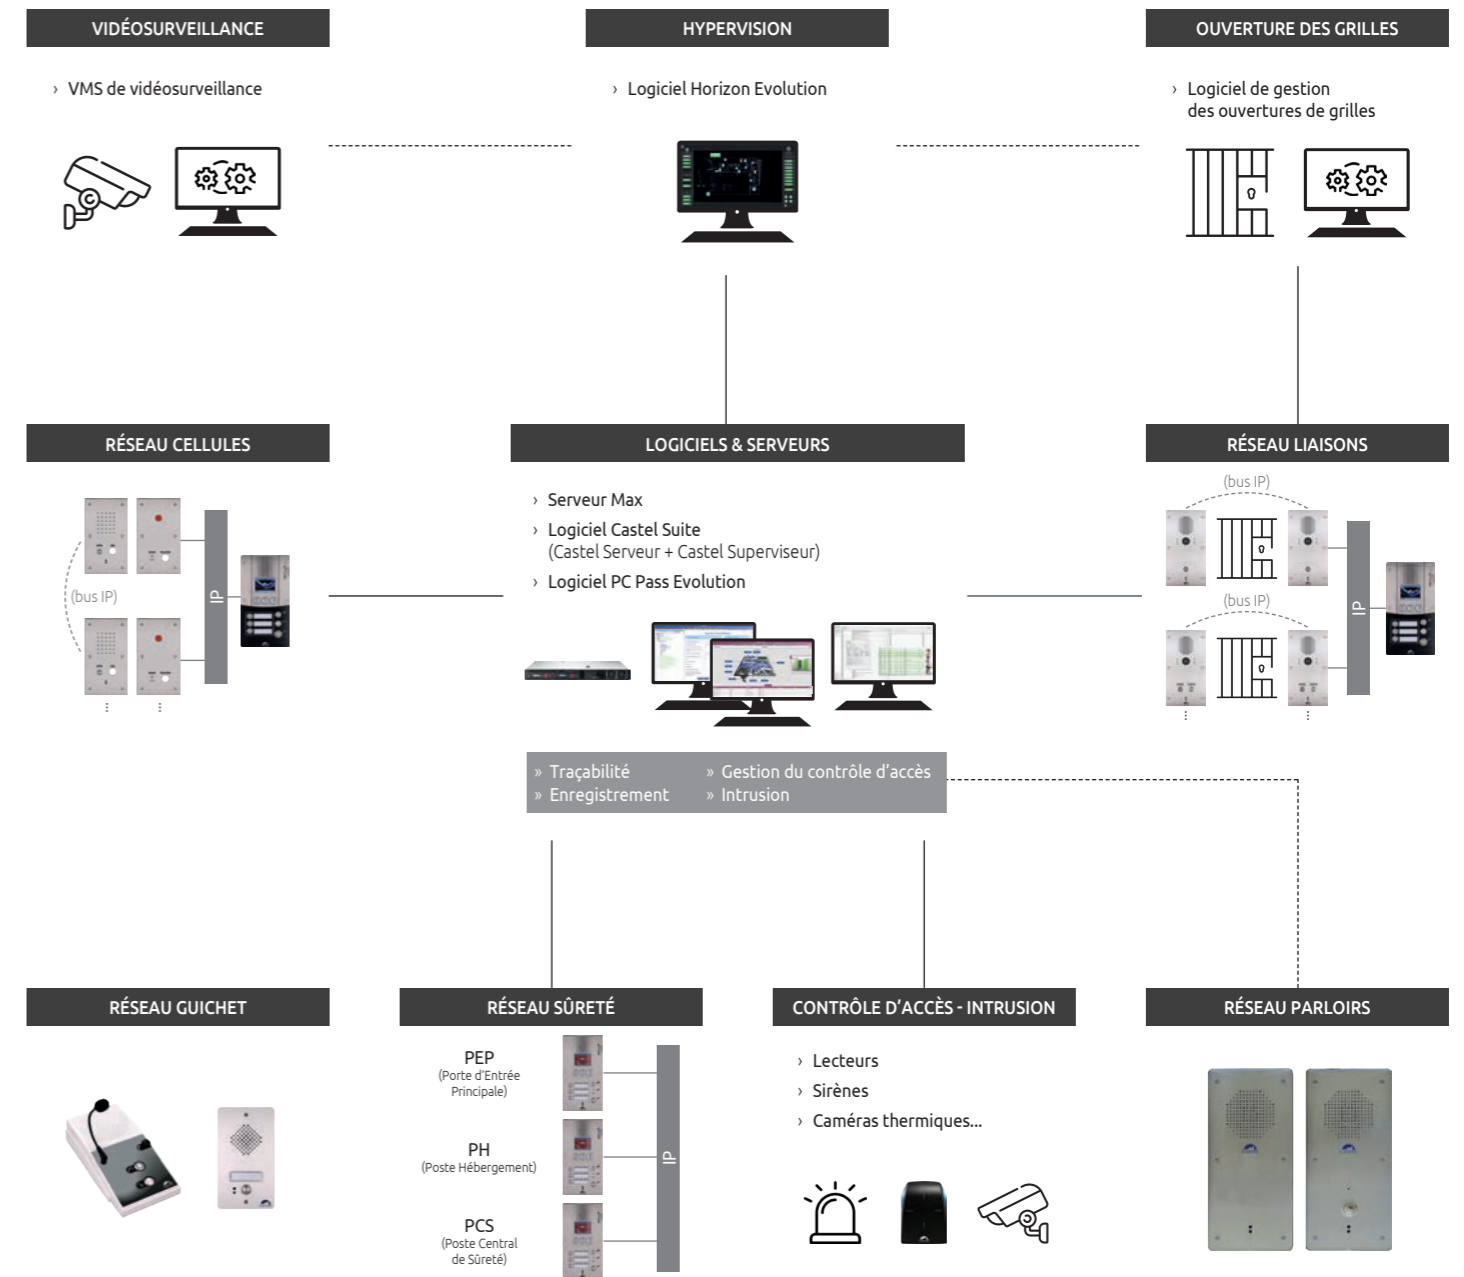 VIDÉOSURVEILLANCE
HYPERVISION
OUVERTURE DES GRILLES
› VMS de vidéosurveillance
› Logiciel Horizon Evolution
› Logiciel de gestion
des ouvertures de grilles
RÉSEAU CELLULES
LOGICIELS & SERVEURS
RÉSEAU LIAISONS
(bus IP)
IP
› Serveur Max
› Logiciel Castel Suite
(Castel Serveur + Castel Superviseur)
› Logiciel PC Pass Evolution
(bus IP)
(bus IP)
IP
» Traçabilité
» Enregistrement
» Gestion du contrôle d'accès
» Intrusion
RÉSEAU GUICHET
RÉSEAU SÛRETÉ
CONTRÔLE D'ACCÈS - INTRUSION
RÉSEAU PARLOIRS
PEP
(Porte d'Entrée
Principale)
PH
(Poste Hébergement)
PCS
(Poste Central
de Sûreté)
IP
› Lecteurs
› Sirènes
› Caméras thermiques...